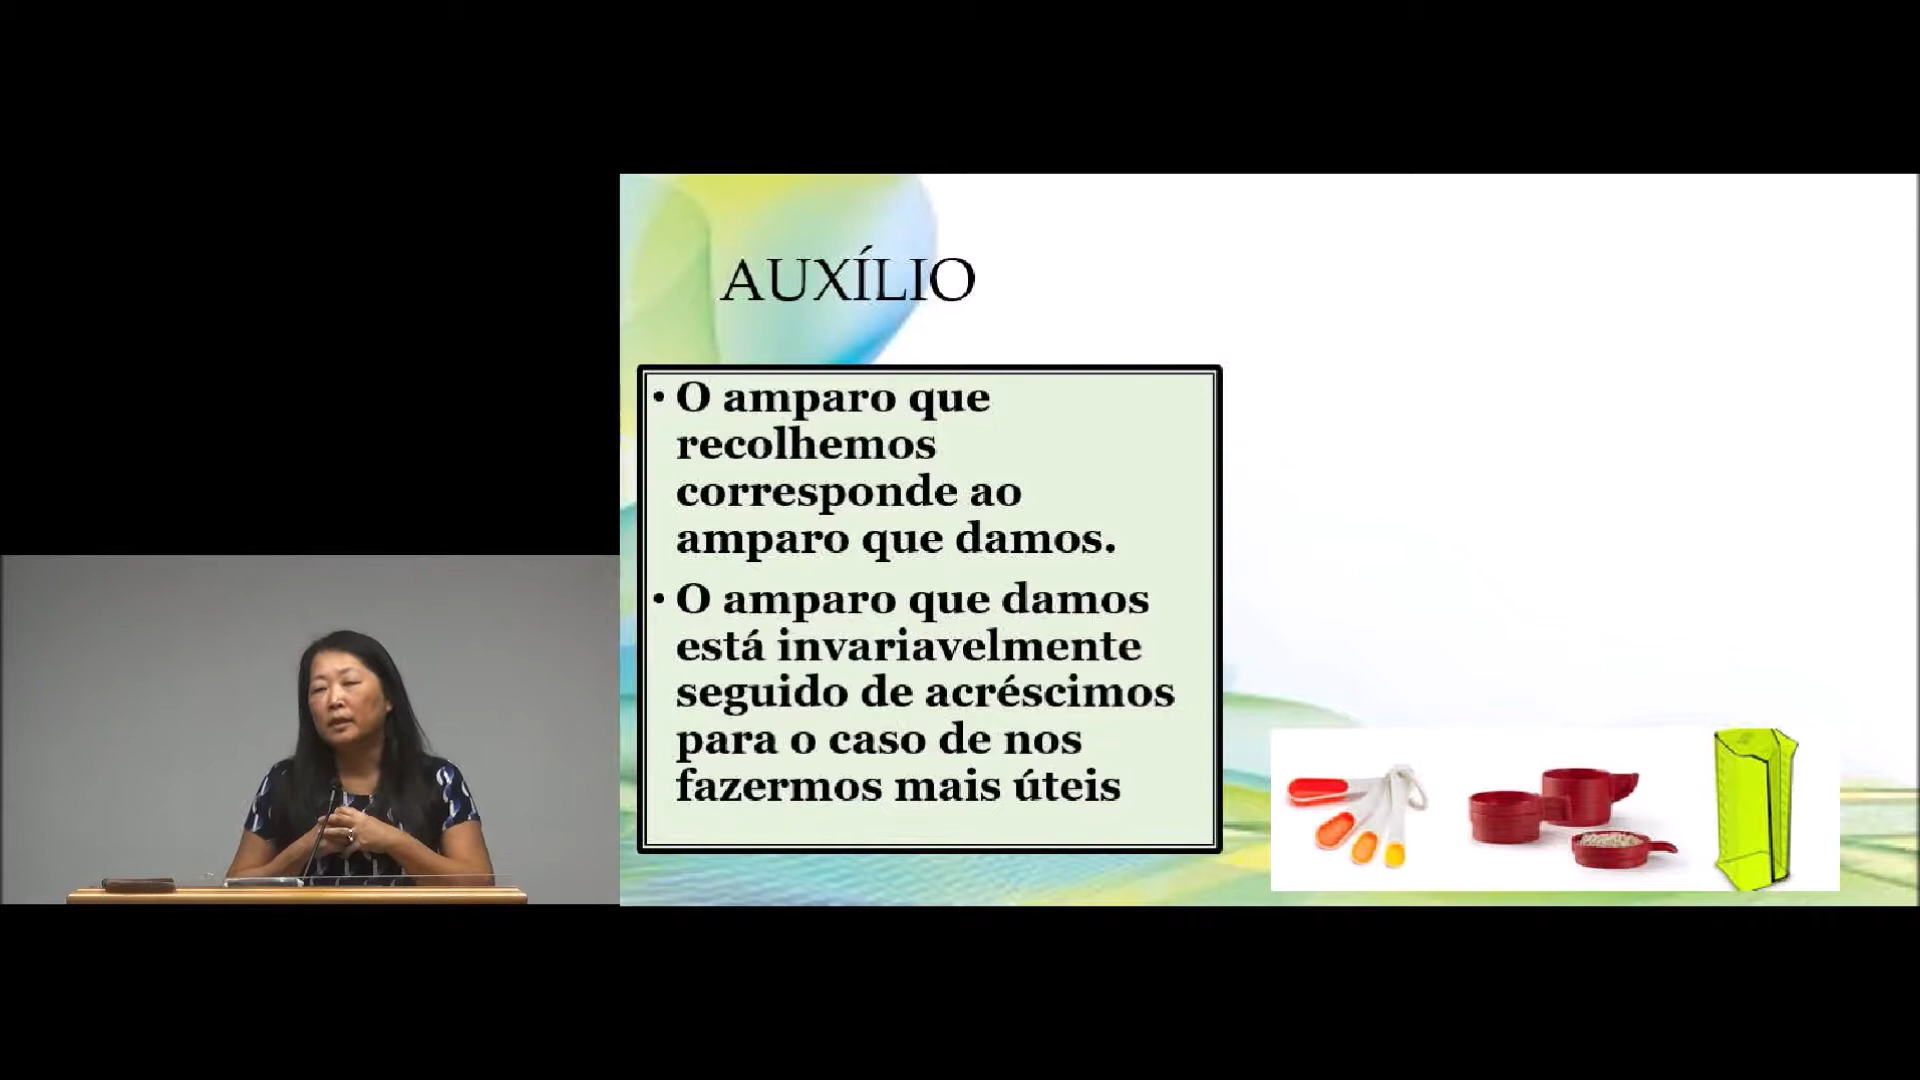 AUXÍLIO
• O amparo que
recolhemos
corresponde ao
amparo que damos.
• O amparo que damos
está invariavelmente
seguido de acréscimos
para o caso de nos
fazermos mais úteis